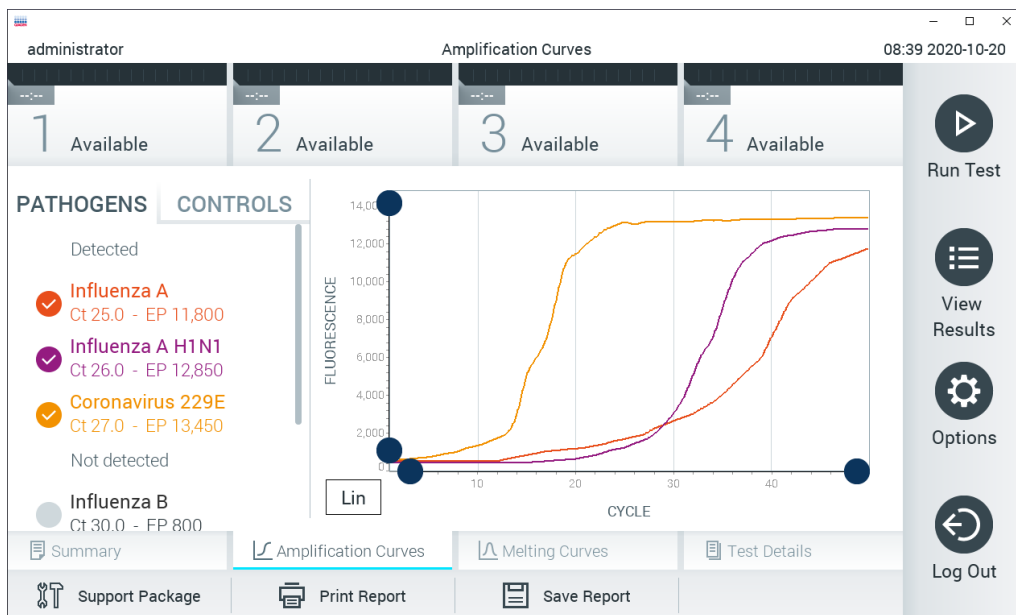 administrator
Amplification Curves
08:39 2020-10-20
--:--
1 Available
--:--
2 Available
--:--
3 Available
--:--
4 Available
Run Test
View
Results
Options
Log Out
PATHOGENS
CONTROLS
Detected
Influenza A
Ct 25.0 - EP 11,800
Influenza A H1N1
Ct 26.0 - EP 12,850
Coronavirus 229E
Ct 27.0 - EP 13,450
Not detected
Influenza B
Ct 30.0 - EP 800
FLUORESCENCE
12,000
10,000
8,000
6,000
4,000
2,000
0
10
20
30
40
CYCLE
Lin
Summary
Amplification Curves
Melting Curves
Test Details
Support Package
Print Report
Save Report